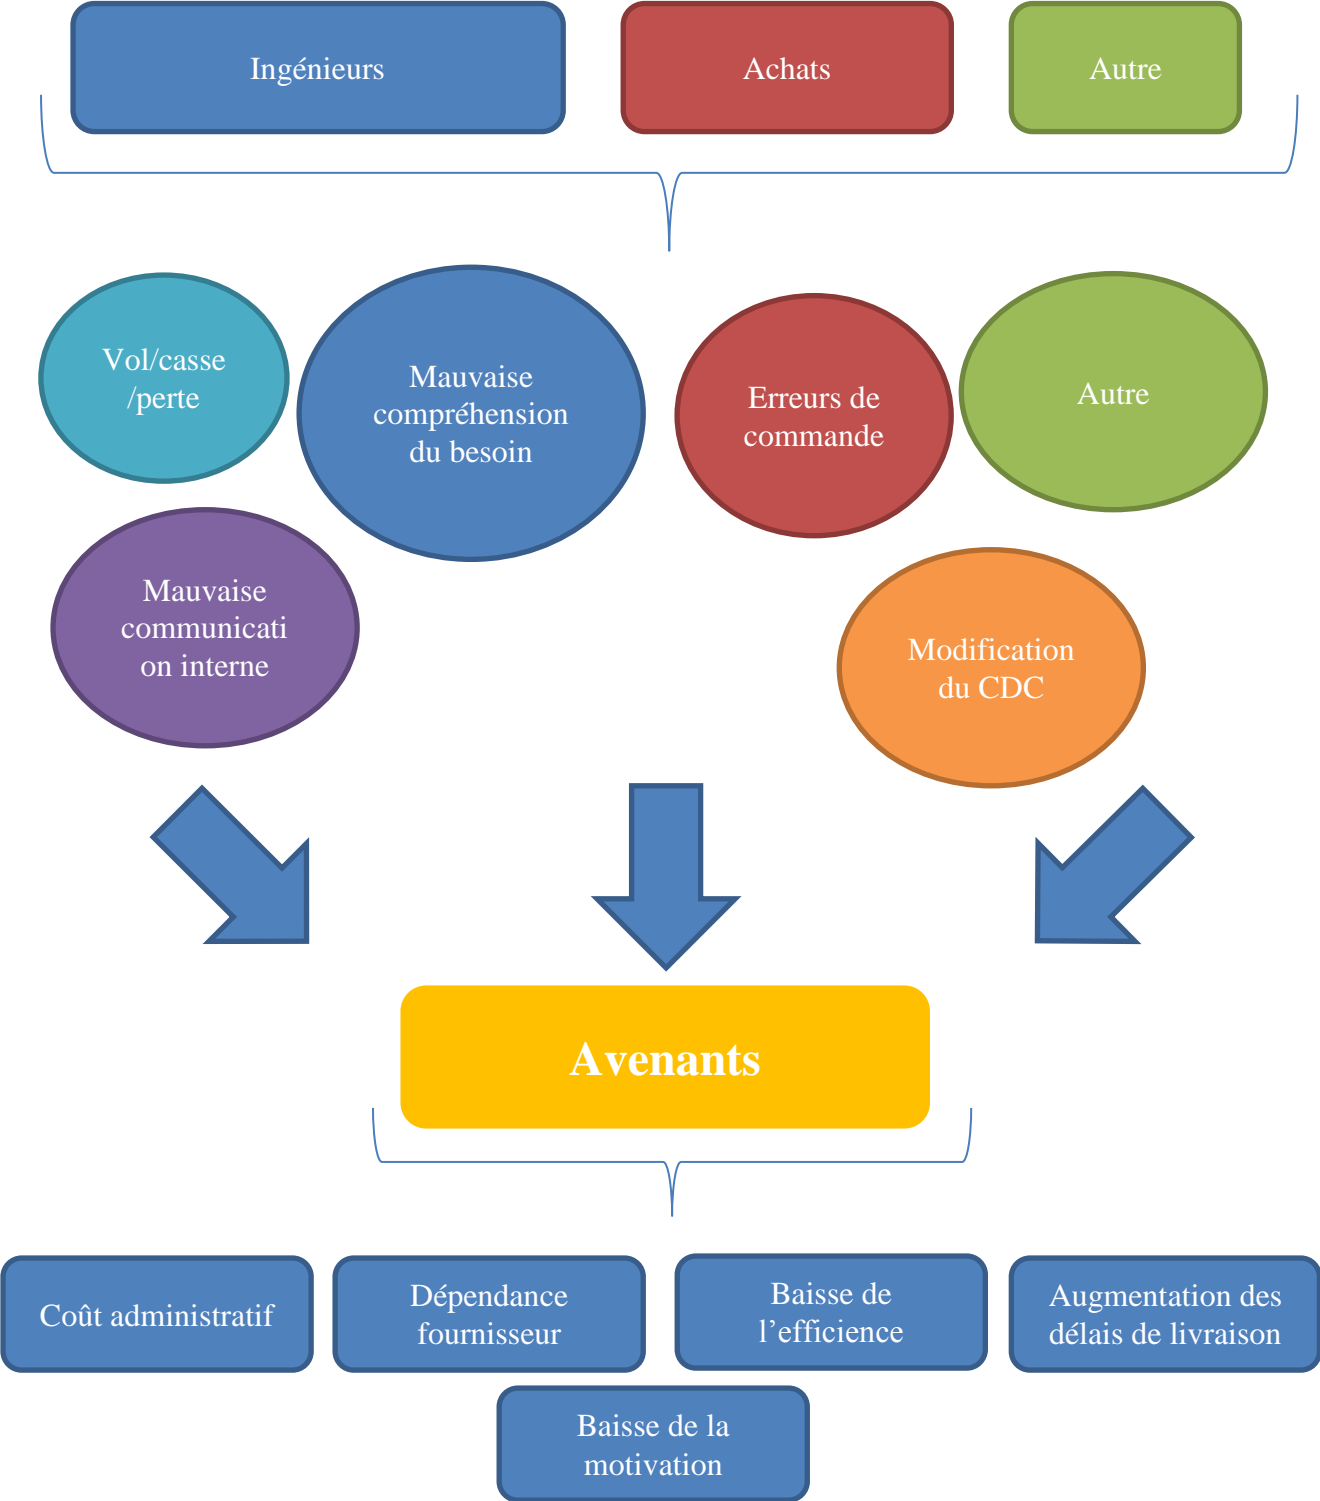 Ingénieurs
Achats
Autre
Vol/casse
/perte
Mauvaise
compréhension
du besoin
Erreurs de
commande
Autre
Mauvaise
communicati
on interne
Modification
du CDC
Avenants
Coût administratif
Dépendance
fournisseur
Baisse de
l’efficience
Augmentation des
délais de livraison
Baisse de la
motivation